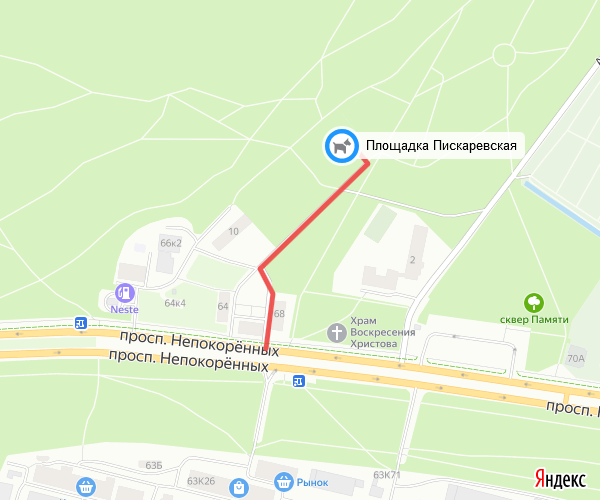 Площадка Пискаревская
10
66к2
2
Neste
64к4
64
68
Храм
Воскресения
Христова
сквер Памяти
просп. Непокорённых
просп. Непокорённых
70А
просп.
63Б
63К26
Рынок
63К71
Яндекс